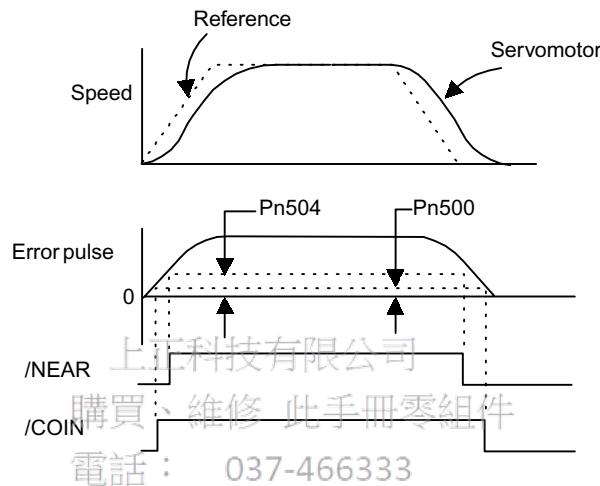 Reference
Servomotor
Speed
Pn504
Pn500
Error pulse
0
上正科技有限公司
/NEAR
購買、維修 此手冊零組件
/COIN
電話： 037-466333